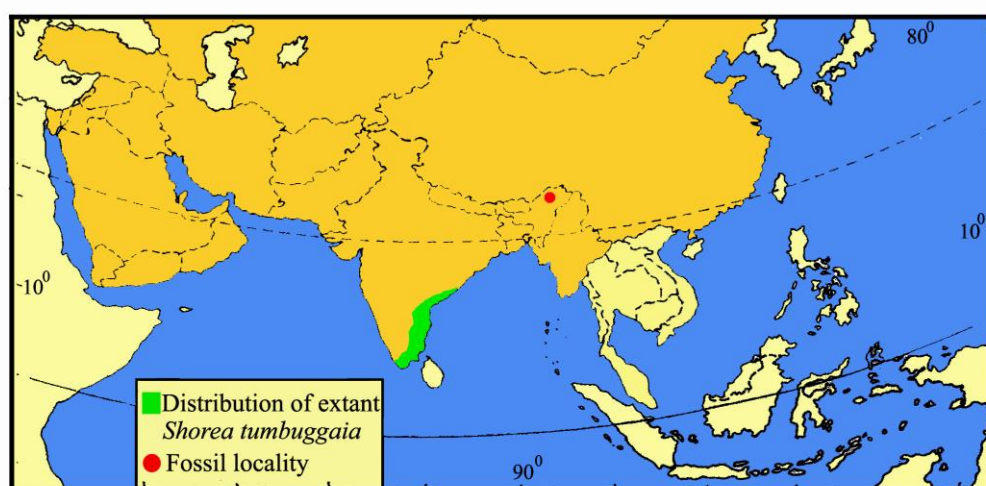 80⁰
10⁰
10⁰
Distribution of extant
Shorea tumbuggaia
Fossil locality
90⁰